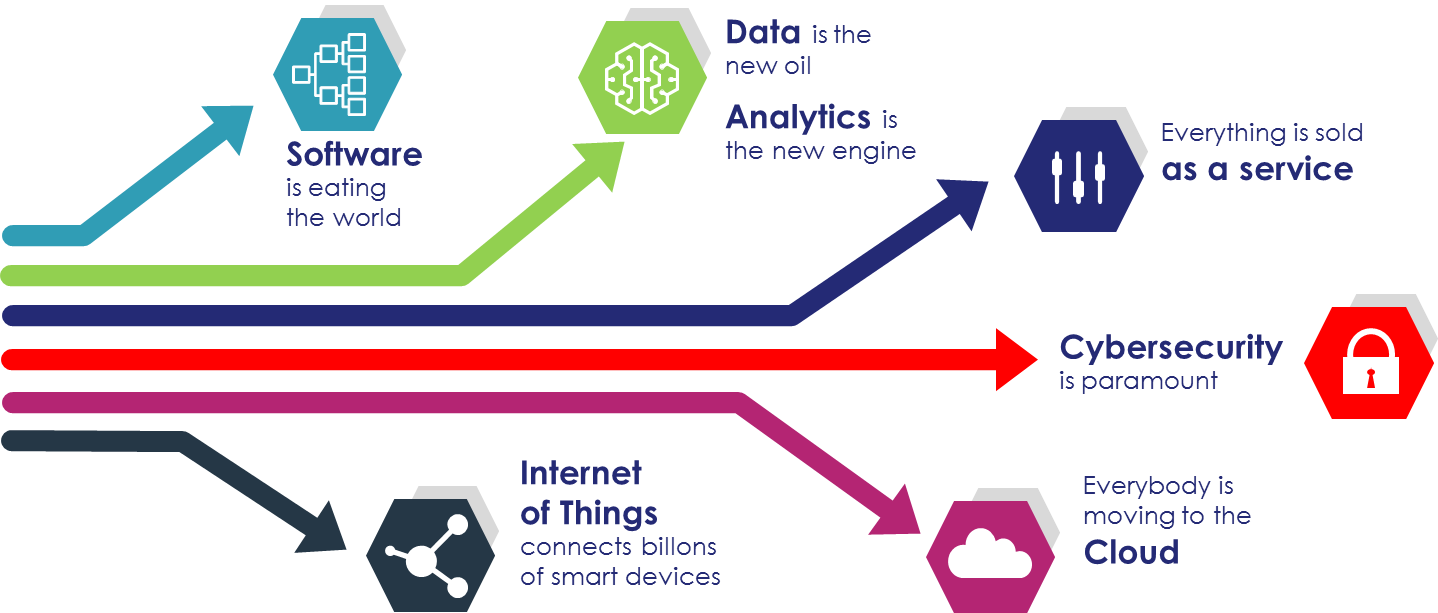 Software
is eating
the world
Data is the
new oil
Analytics is
the new engine
Everything is sold
as a service
Cybersecurity
is paramount
Internet
of Things
connects billons
of smart devices
Everybody is
moving to the
Cloud